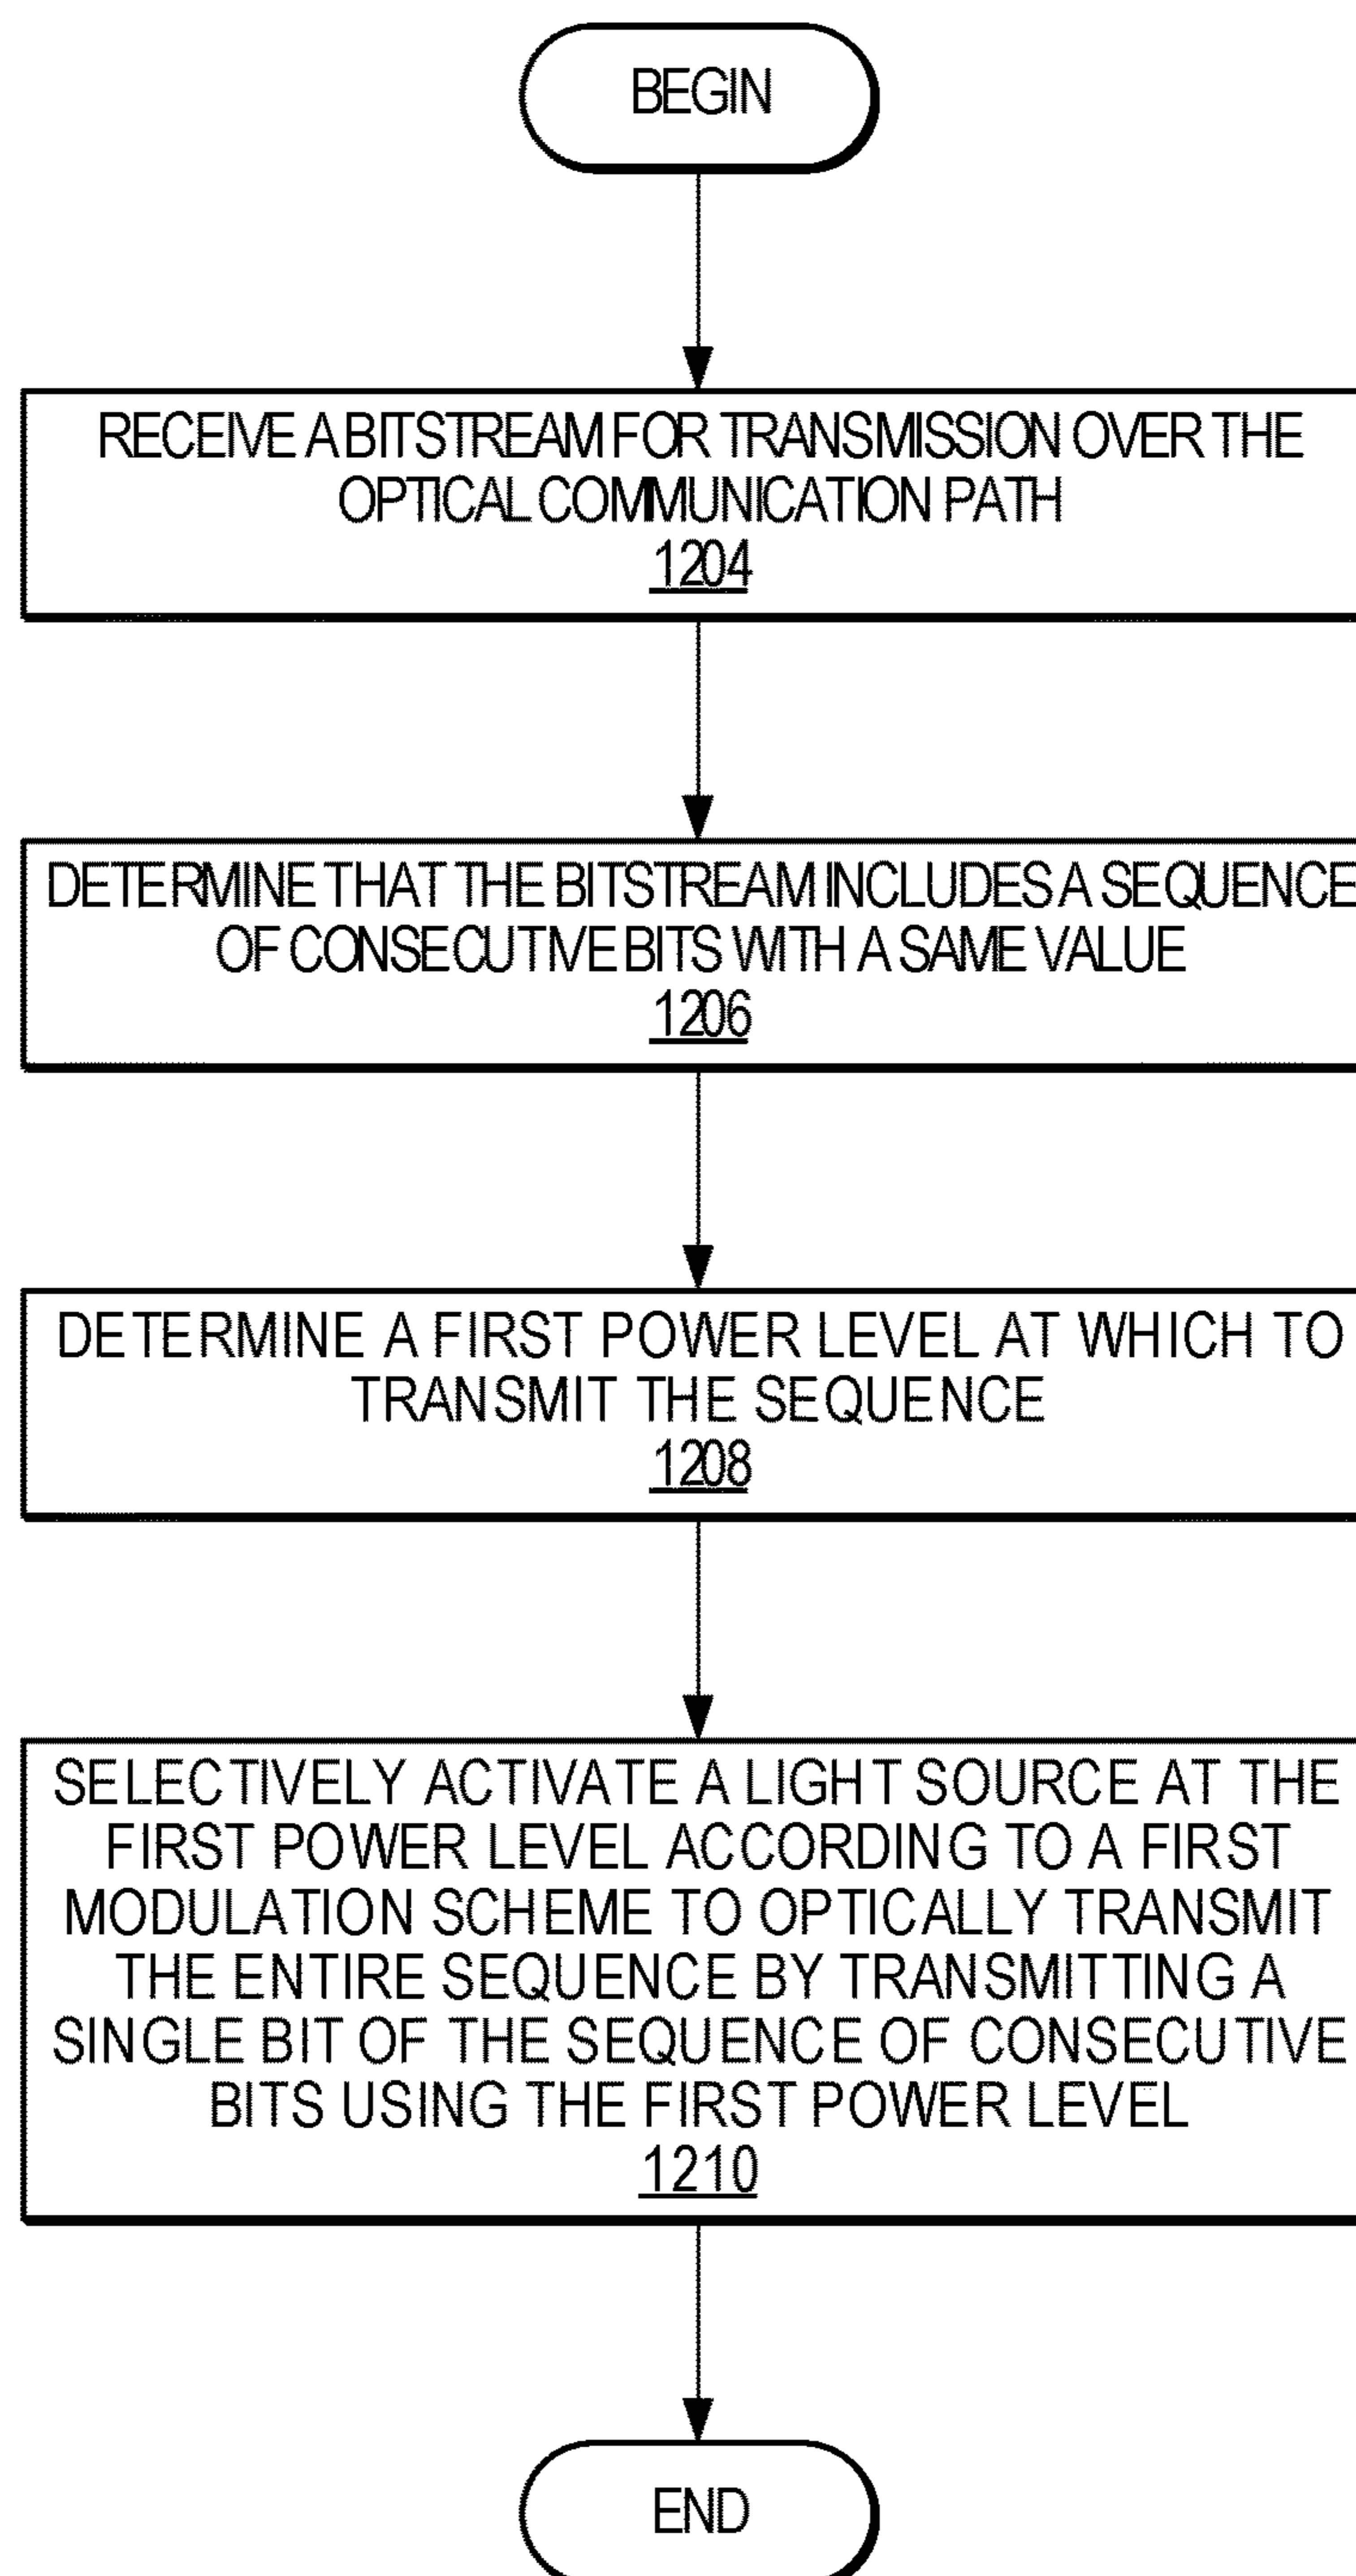 BEGIN
RECEIVE A BITSTREAM FOR TRANSMISSION OVER THE
OPTICAL COMMUNICATION PATH
1204
DETERMINE THAT THE BITSTREAM INCLUDES A SEQUENCE
OF CONSECUTIVE BITS WITH A SAME VALUE
1206
DETERMINE A FIRST POWER LEVEL AT WHICH TO
TRANSMIT THE SEQUENCE
1208
SELECTIVELY ACTIVATE A LIGHT SOURCE AT THE
FIRST POWER LEVEL ACCORDING TO A FIRST
MODULATION SCHEME TO OPTICALLY TRANSMIT
THE ENTIRE SEQUENCE BY TRANSMITTING A
SINGLE BIT OF THE SEQUENCE OF CONSECUTIVE
BITS USING THE FIRST POWER LEVEL
1210
END